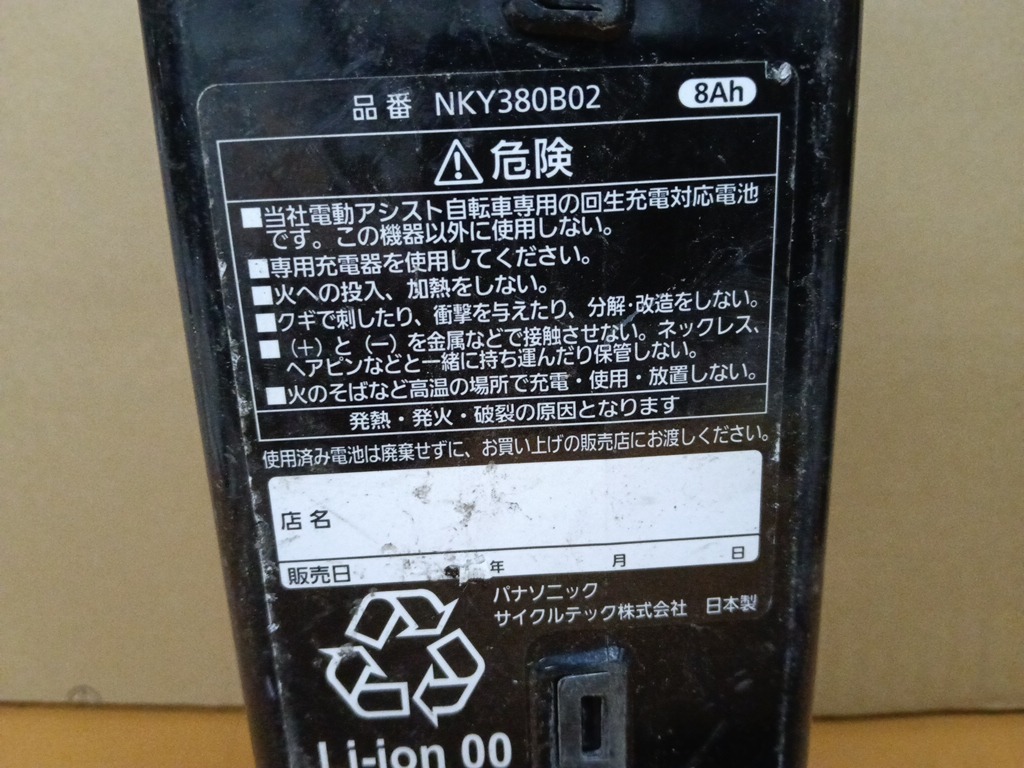 品番 NKY380B02 8Ah
⚠危険
■当社電動アシスト自転車専用の回生充電対応電池
です。この機器以外に使用しない。
■専用充電器を使用してください。
■火への投入、加熱をしない。
■クギで刺したり、衝撃を与えたり、分解・改造をしない。
■(+)と(−)を金属などで接触させない。ネックレス、
ヘアピンなどと一緒に持ち運んだり保管しない。
■火のそばなど高温の場所で充電・使用・放置しない。
発熱・発火・破裂の原因となります
使用済み電池は廃棄せずに、お買い上げの販売店にお渡しください。
店名
販売日 年 月 日
パナソニック
サイクルテック株式会社 日本製
Li-ion 00